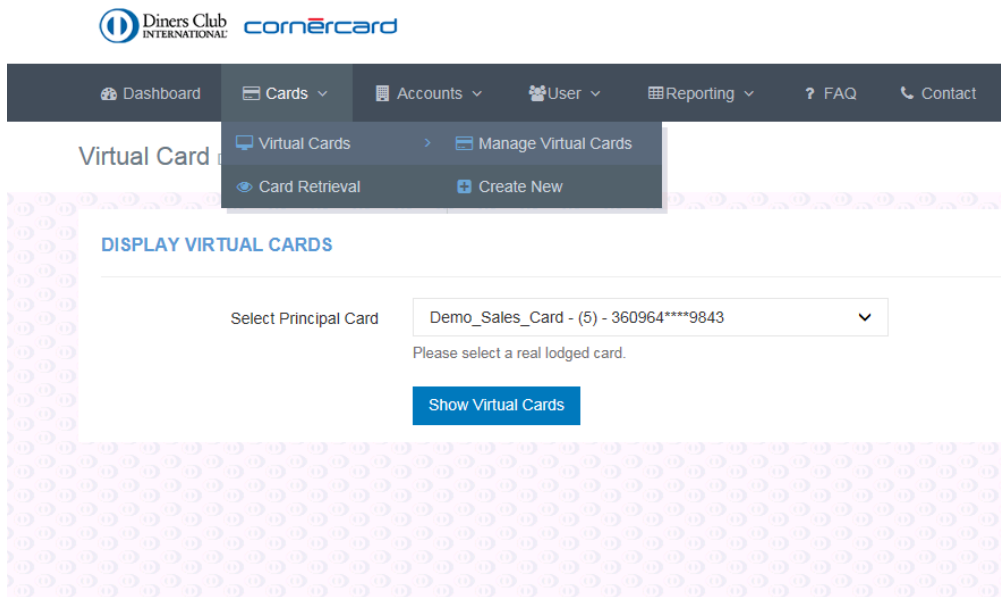 Diners Club
INTERNATIONAL
cornèrcard
Dashboard Cards Accounts User Reporting ? FAQ Contact
Virtual Cards Manage Virtual Cards
Virtual Card
Card Retrieval Create New
DISPLAY VIRTUAL CARDS
Select Principal Card Demo_Sales_Card - (5) - 360964****9843
Please select a real lodged card.
Show Virtual Cards